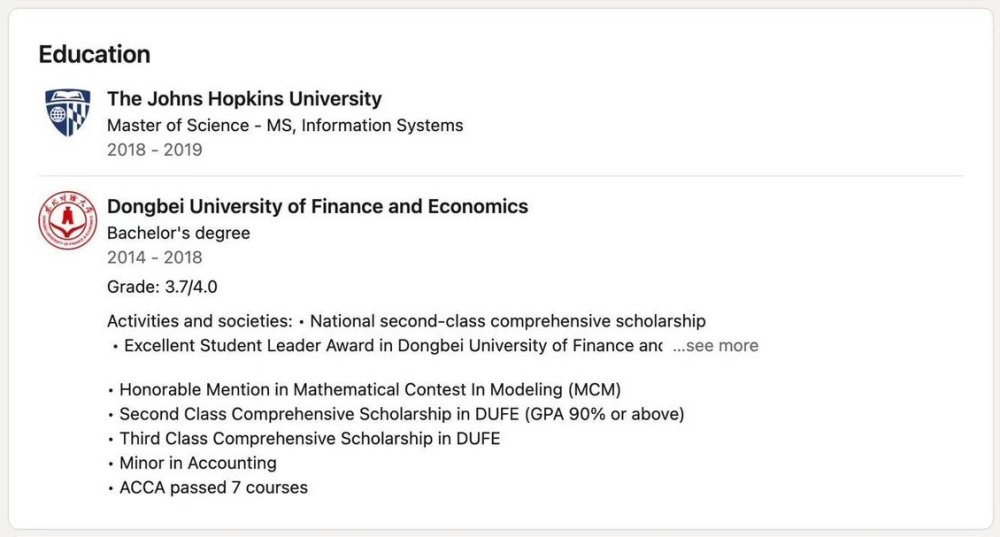 Education
The Johns Hopkins University
Master of Science - MS, Information Systems
2018 - 2019
Dongbei University of Finance and Economics
Bachelor's degree
2014 - 2018
Grade: 3.7/4.0
Activities and societies: • National second-class comprehensive scholarship
• Excellent Student Leader Award in Dongbei University of Finance and ...see more
• Honorable Mention in Mathematical Contest In Modeling (MCM)
• Second Class Comprehensive Scholarship in DUFE (GPA 90% or above)
• Third Class Comprehensive Scholarship in DUFE
• Minor in Accounting
• ACCA passed 7 courses